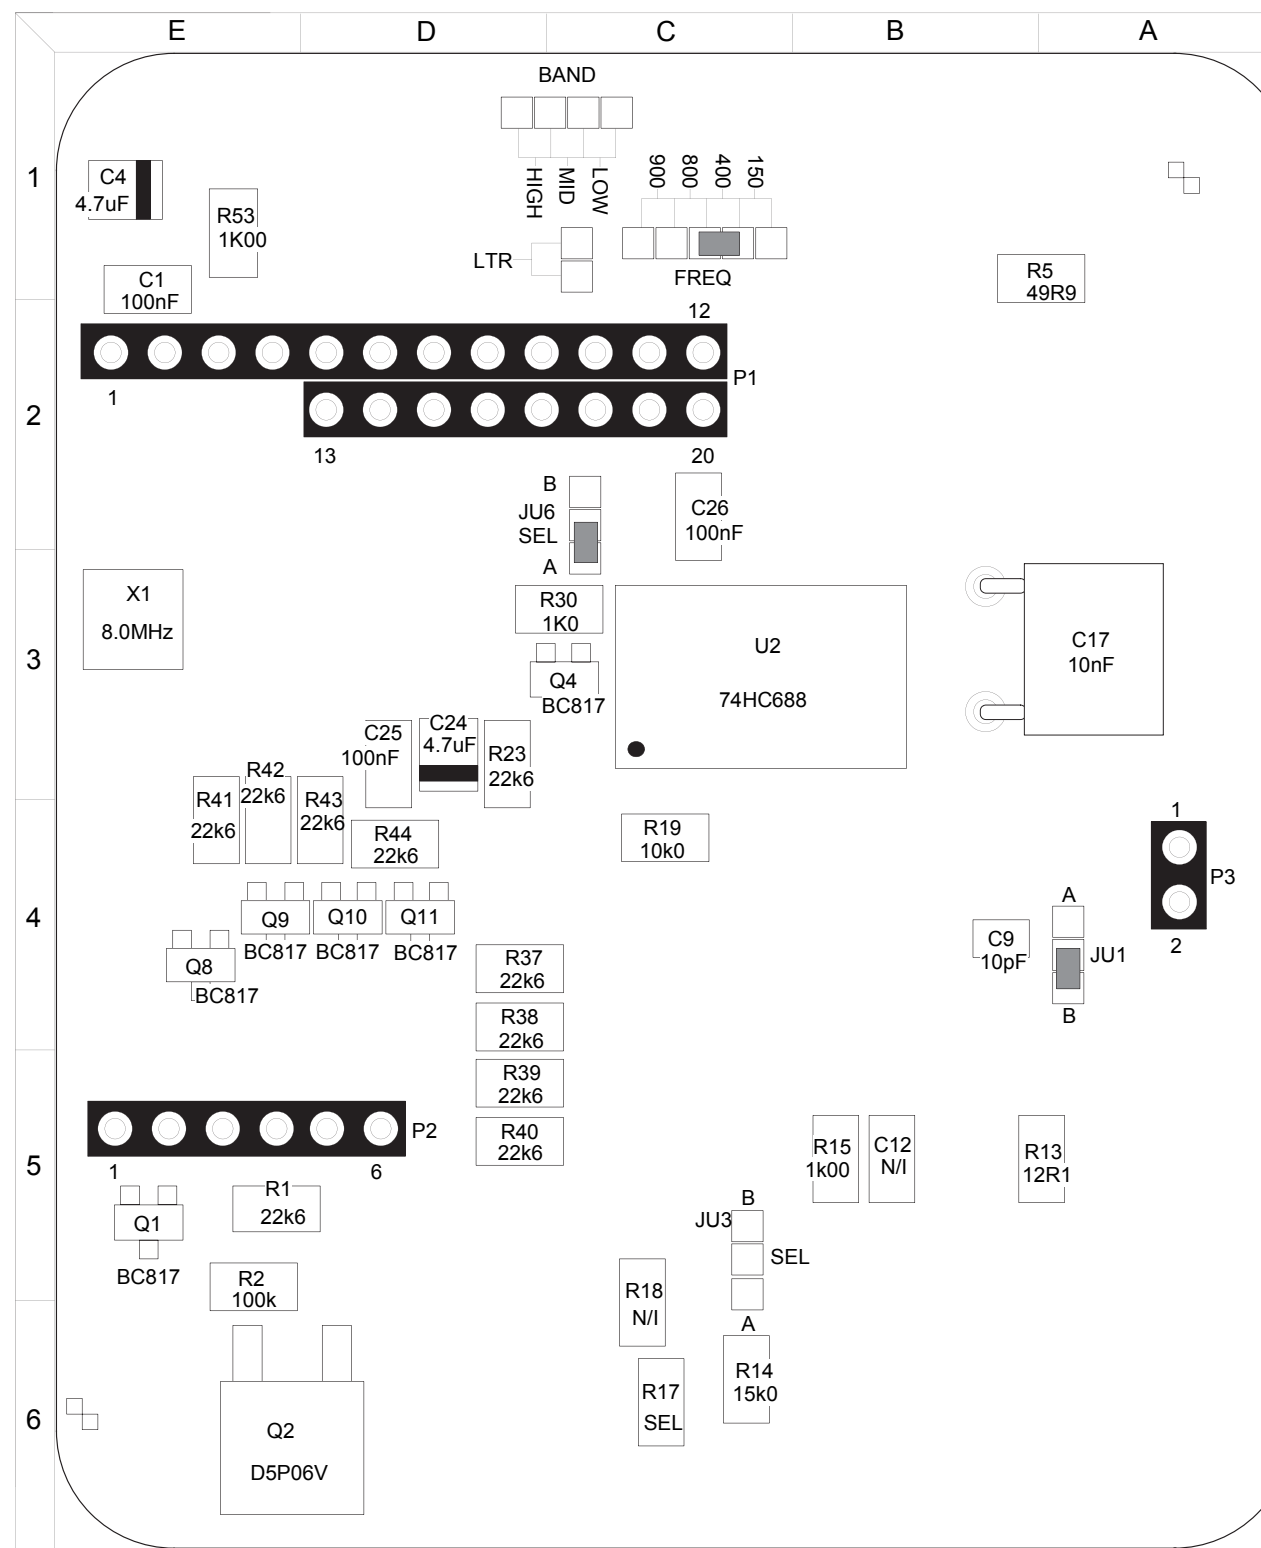 E D C B A
BAND
1
HIGH MID LOW
900 800 400 150
C4
4.7uF
R53
1K00
LTR
FREQ
C1
100nF
R5
49R9
12
P1
1
2
13
20
B
JU6
SEL
A
C26
100nF
X1
8.0MHz
R30
1K0
3
U2
74HC688
C17
10nF
Q4
BC817
C25
100nF
C24
4.7uF
R23
22k6
R41
22k6
R42
22k6
R43
22k6
R44
22k6
R19
10k0
1
P3
2
4
Q9
BC817
Q10
BC817
Q11
BC817
Q8
BC817
A
JU1
B
C9
10pF
R37
22k6
R38
22k6
R39
22k6
R40
22k6
P2
1
6
5
R15
1k00
C12
N/I
R13
12R1
Q1
BC817
R1
22k6
R2
100k
B
JU3
SEL
A
R18
N/I
R14
15k0
R17
SEL
6
Q2
D5P06V